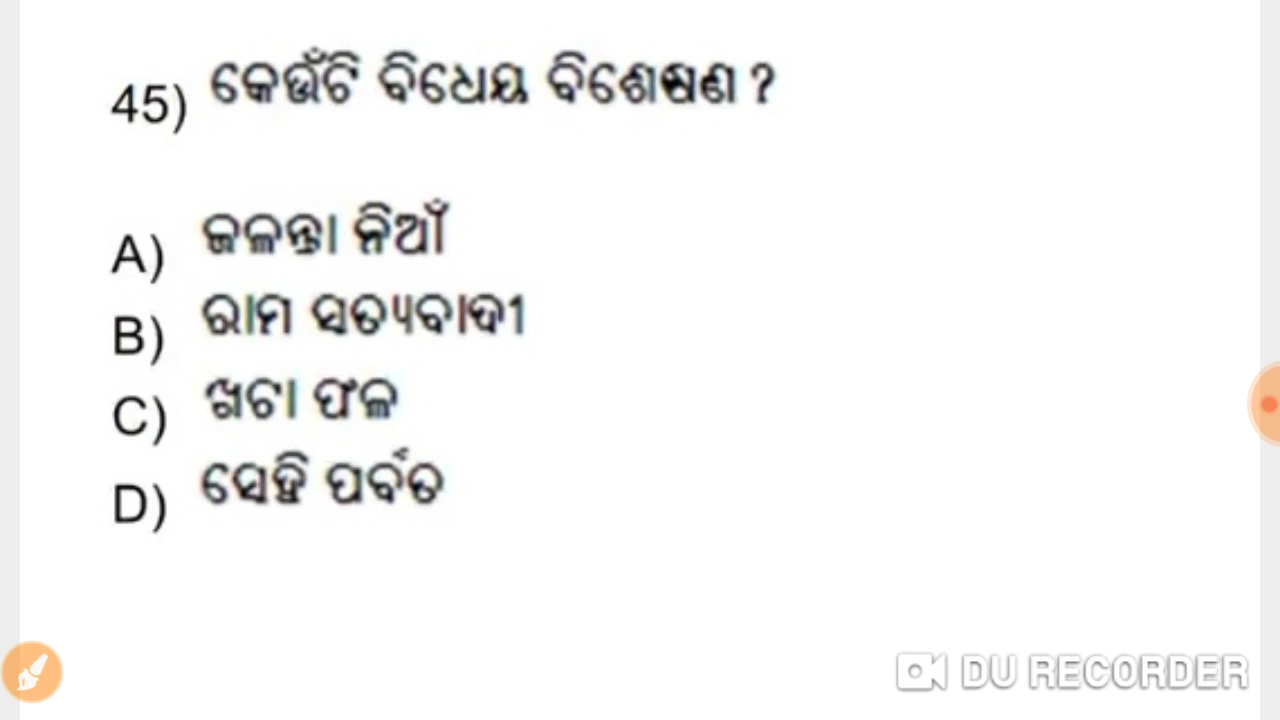 45) କେଉଁଟି ବିଧେୟ ବିଶେଷଣ ?
A) ଜଳନ୍ତା ନିଆଁ
B) ରାମ ସତ୍ୟବାଦୀ
C) ଖଟା ଫଳ
D) ସେହି ପର୍ବତ
DU RECORDER